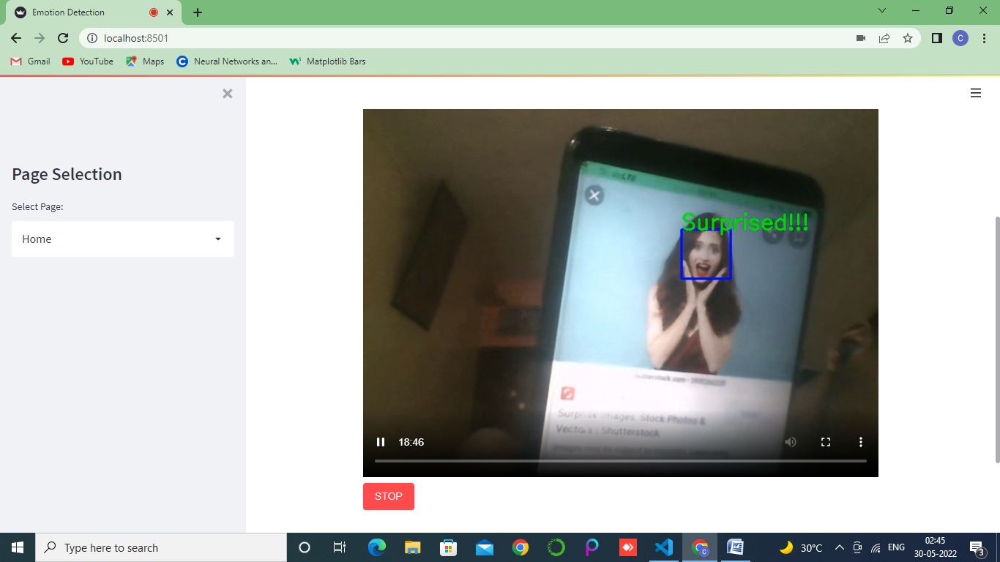 Emotion Detection
localhost:8501
C
Gmail
YouTube
Maps
Neural Networks an...
Matplotlib Bars
Page Selection
Select Page:
Home
LTE
Surprised!!!
Surprise Images, Stock Photos &
Vectors | Shutterstock
18:46
STOP
Type here to search
30°C
ENG
02:45
30-05-2022
3